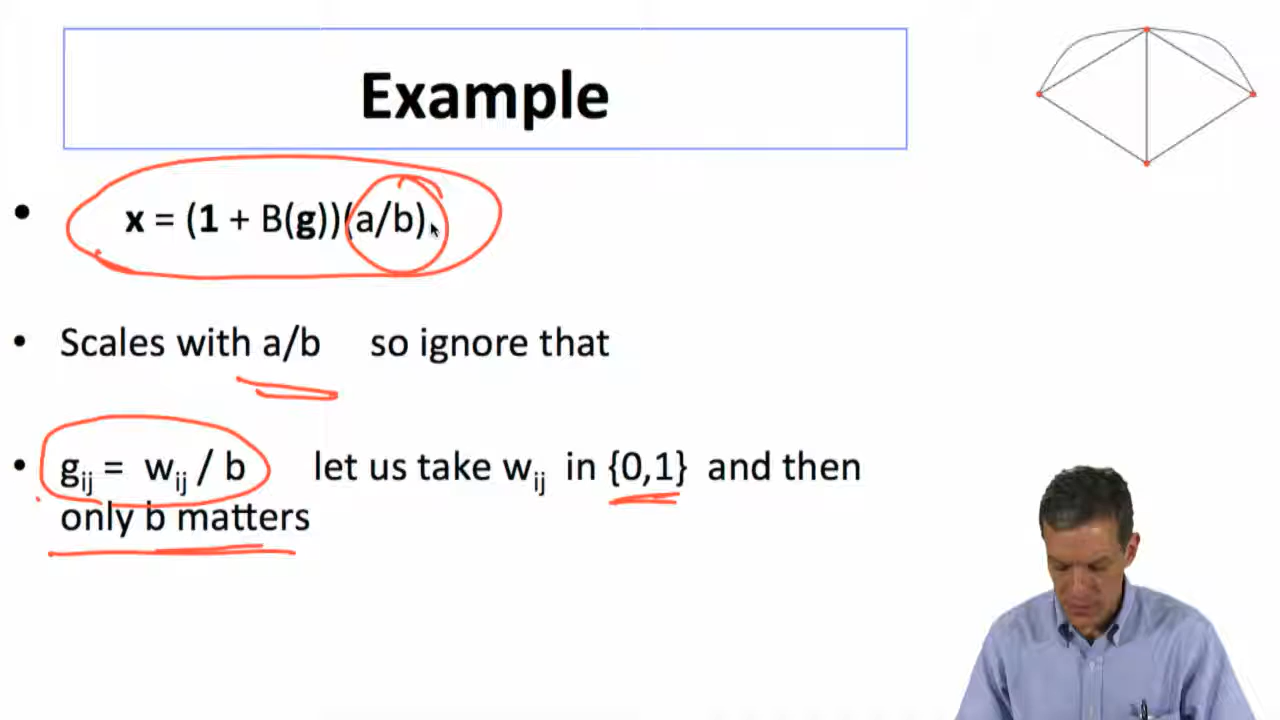 Example
• x = (1 + B(g))(a/b).
• Scales with a/b so ignore that
• gij = wij / b let us take wij in {0,1} and then
only b matters